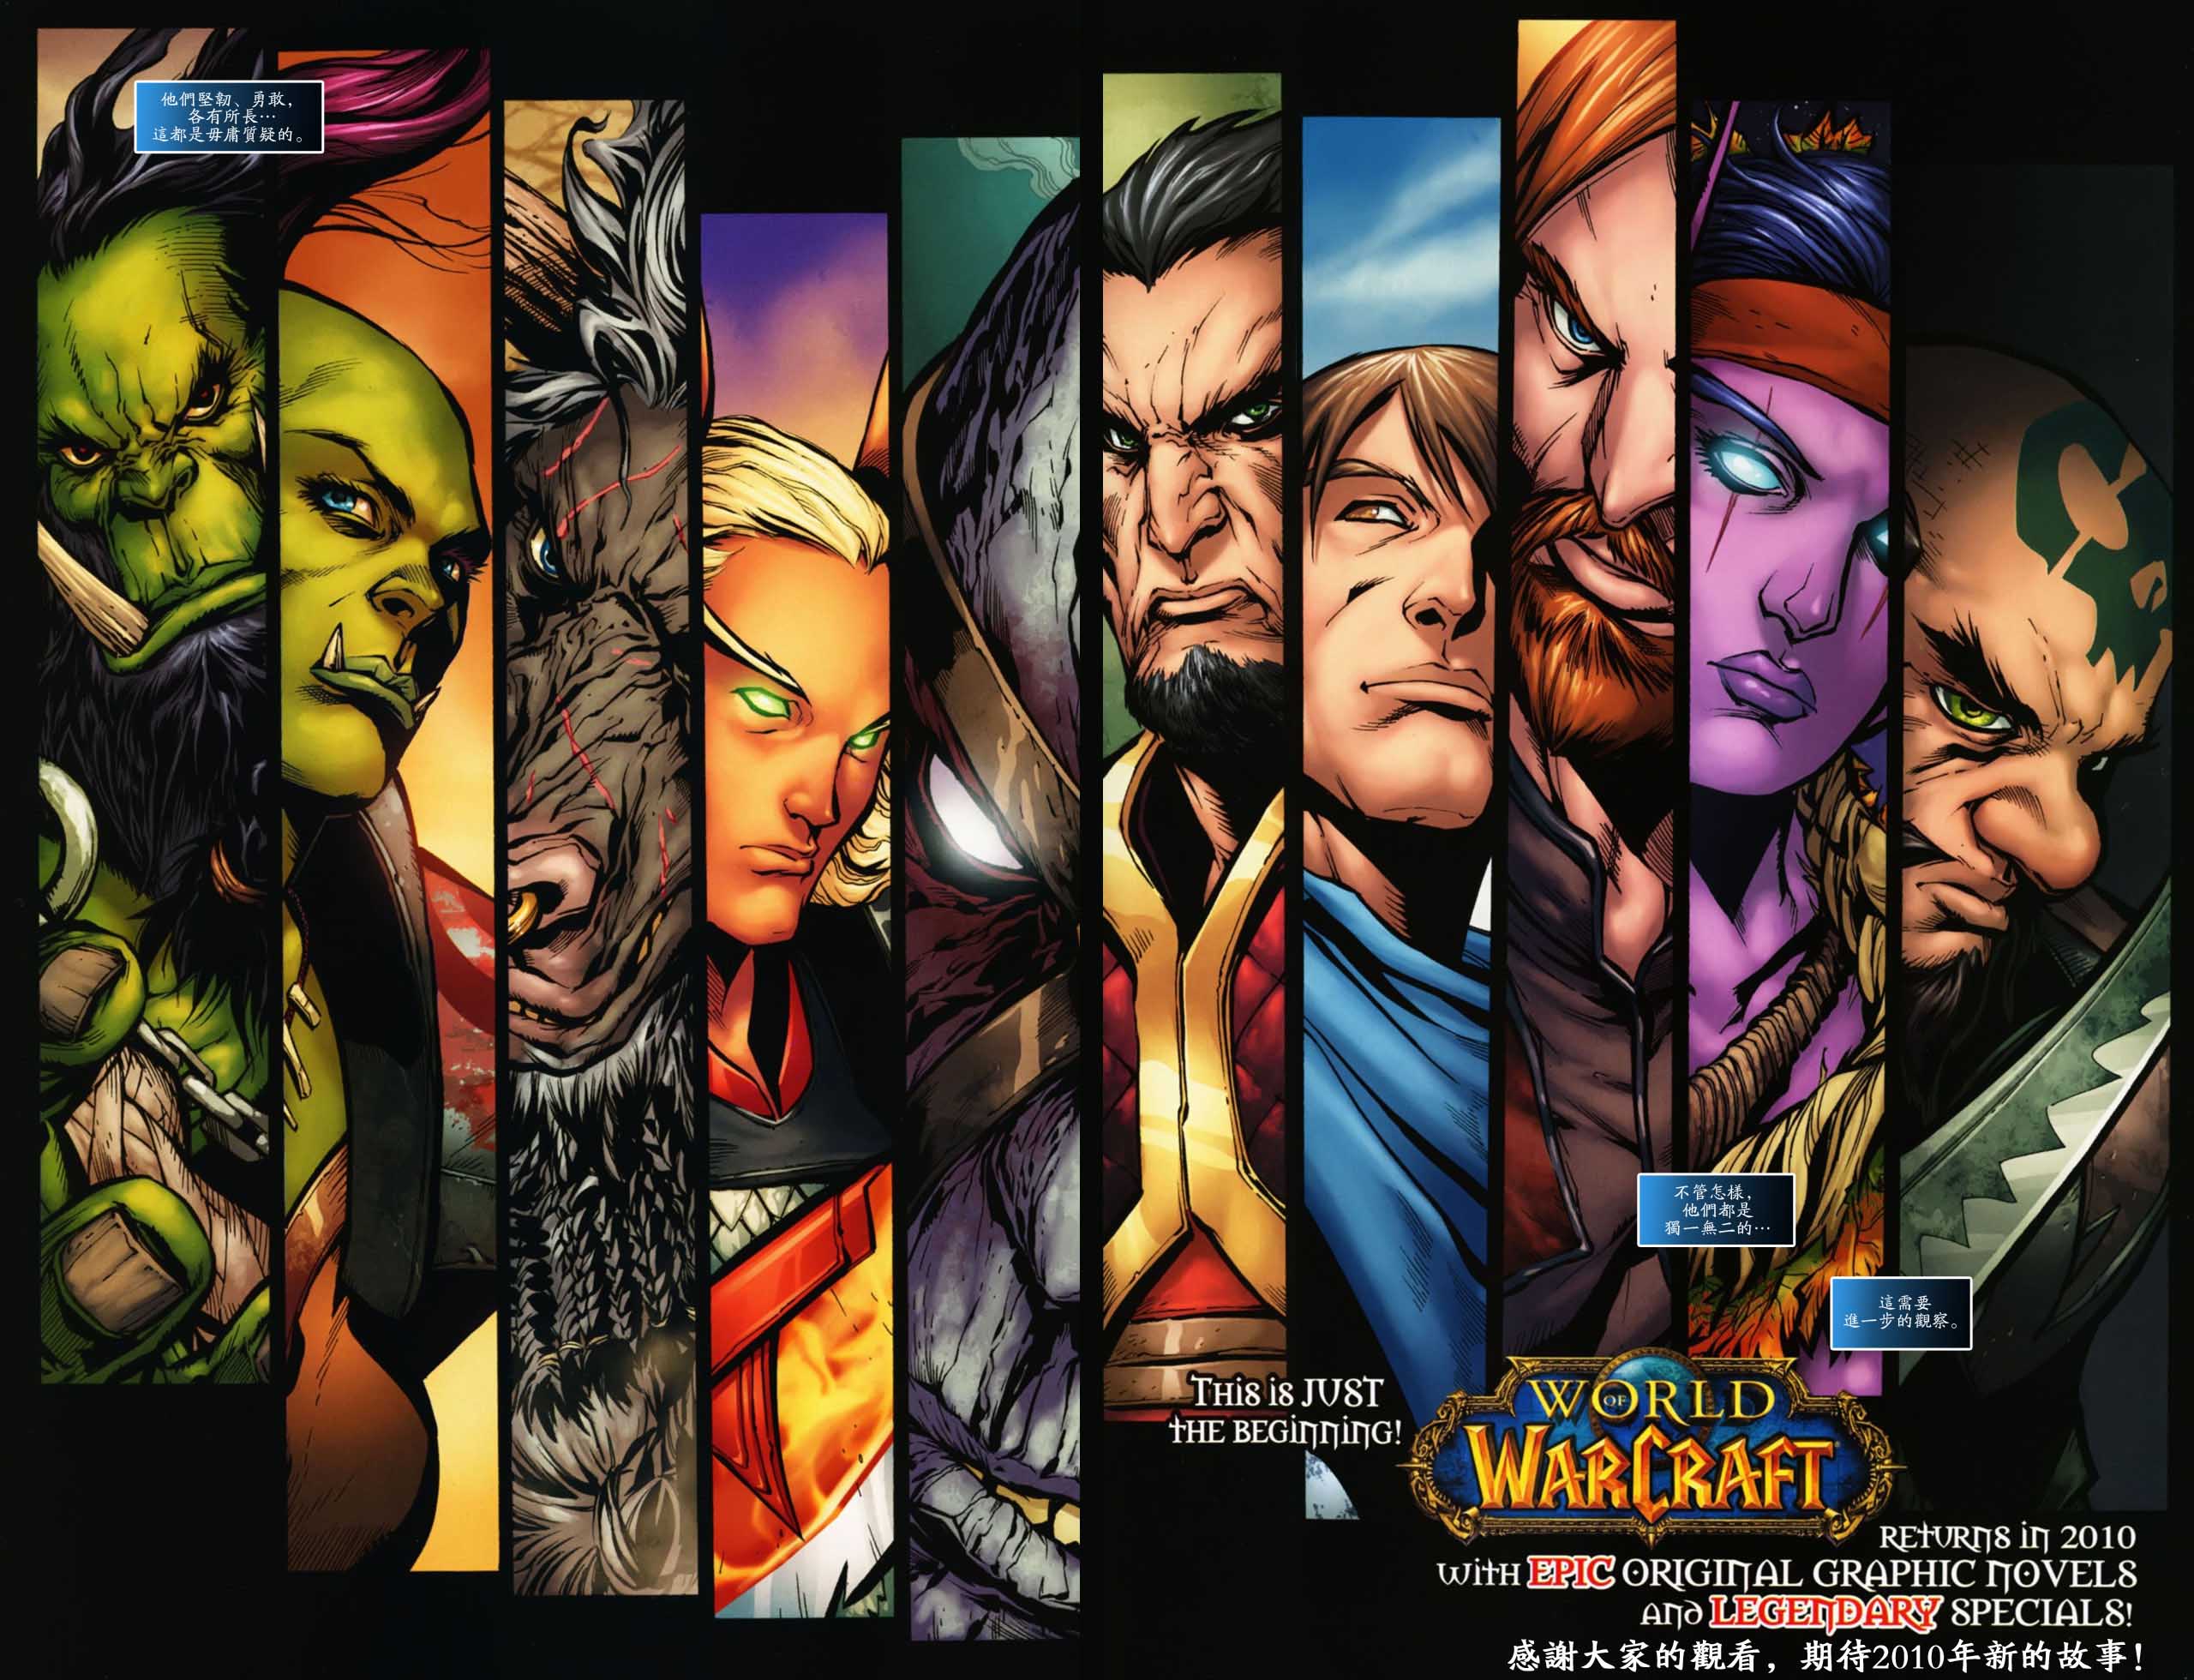 他們堅韌、勇敢，
各有所長…
這都是毋庸質疑的。
不管怎樣，
他們都是
獨一無二的…
這需要
進一步的觀察。
THIS IS JUST
THE BEGINNING!
WORLD
OF
WARCRAFT
RETURNS IN 2010
WITH EPIC ORIGINAL GRAPHIC NOVELS
AND LEGENDARY SPECIALS!
感謝大家的觀看，期待2010年新的故事！